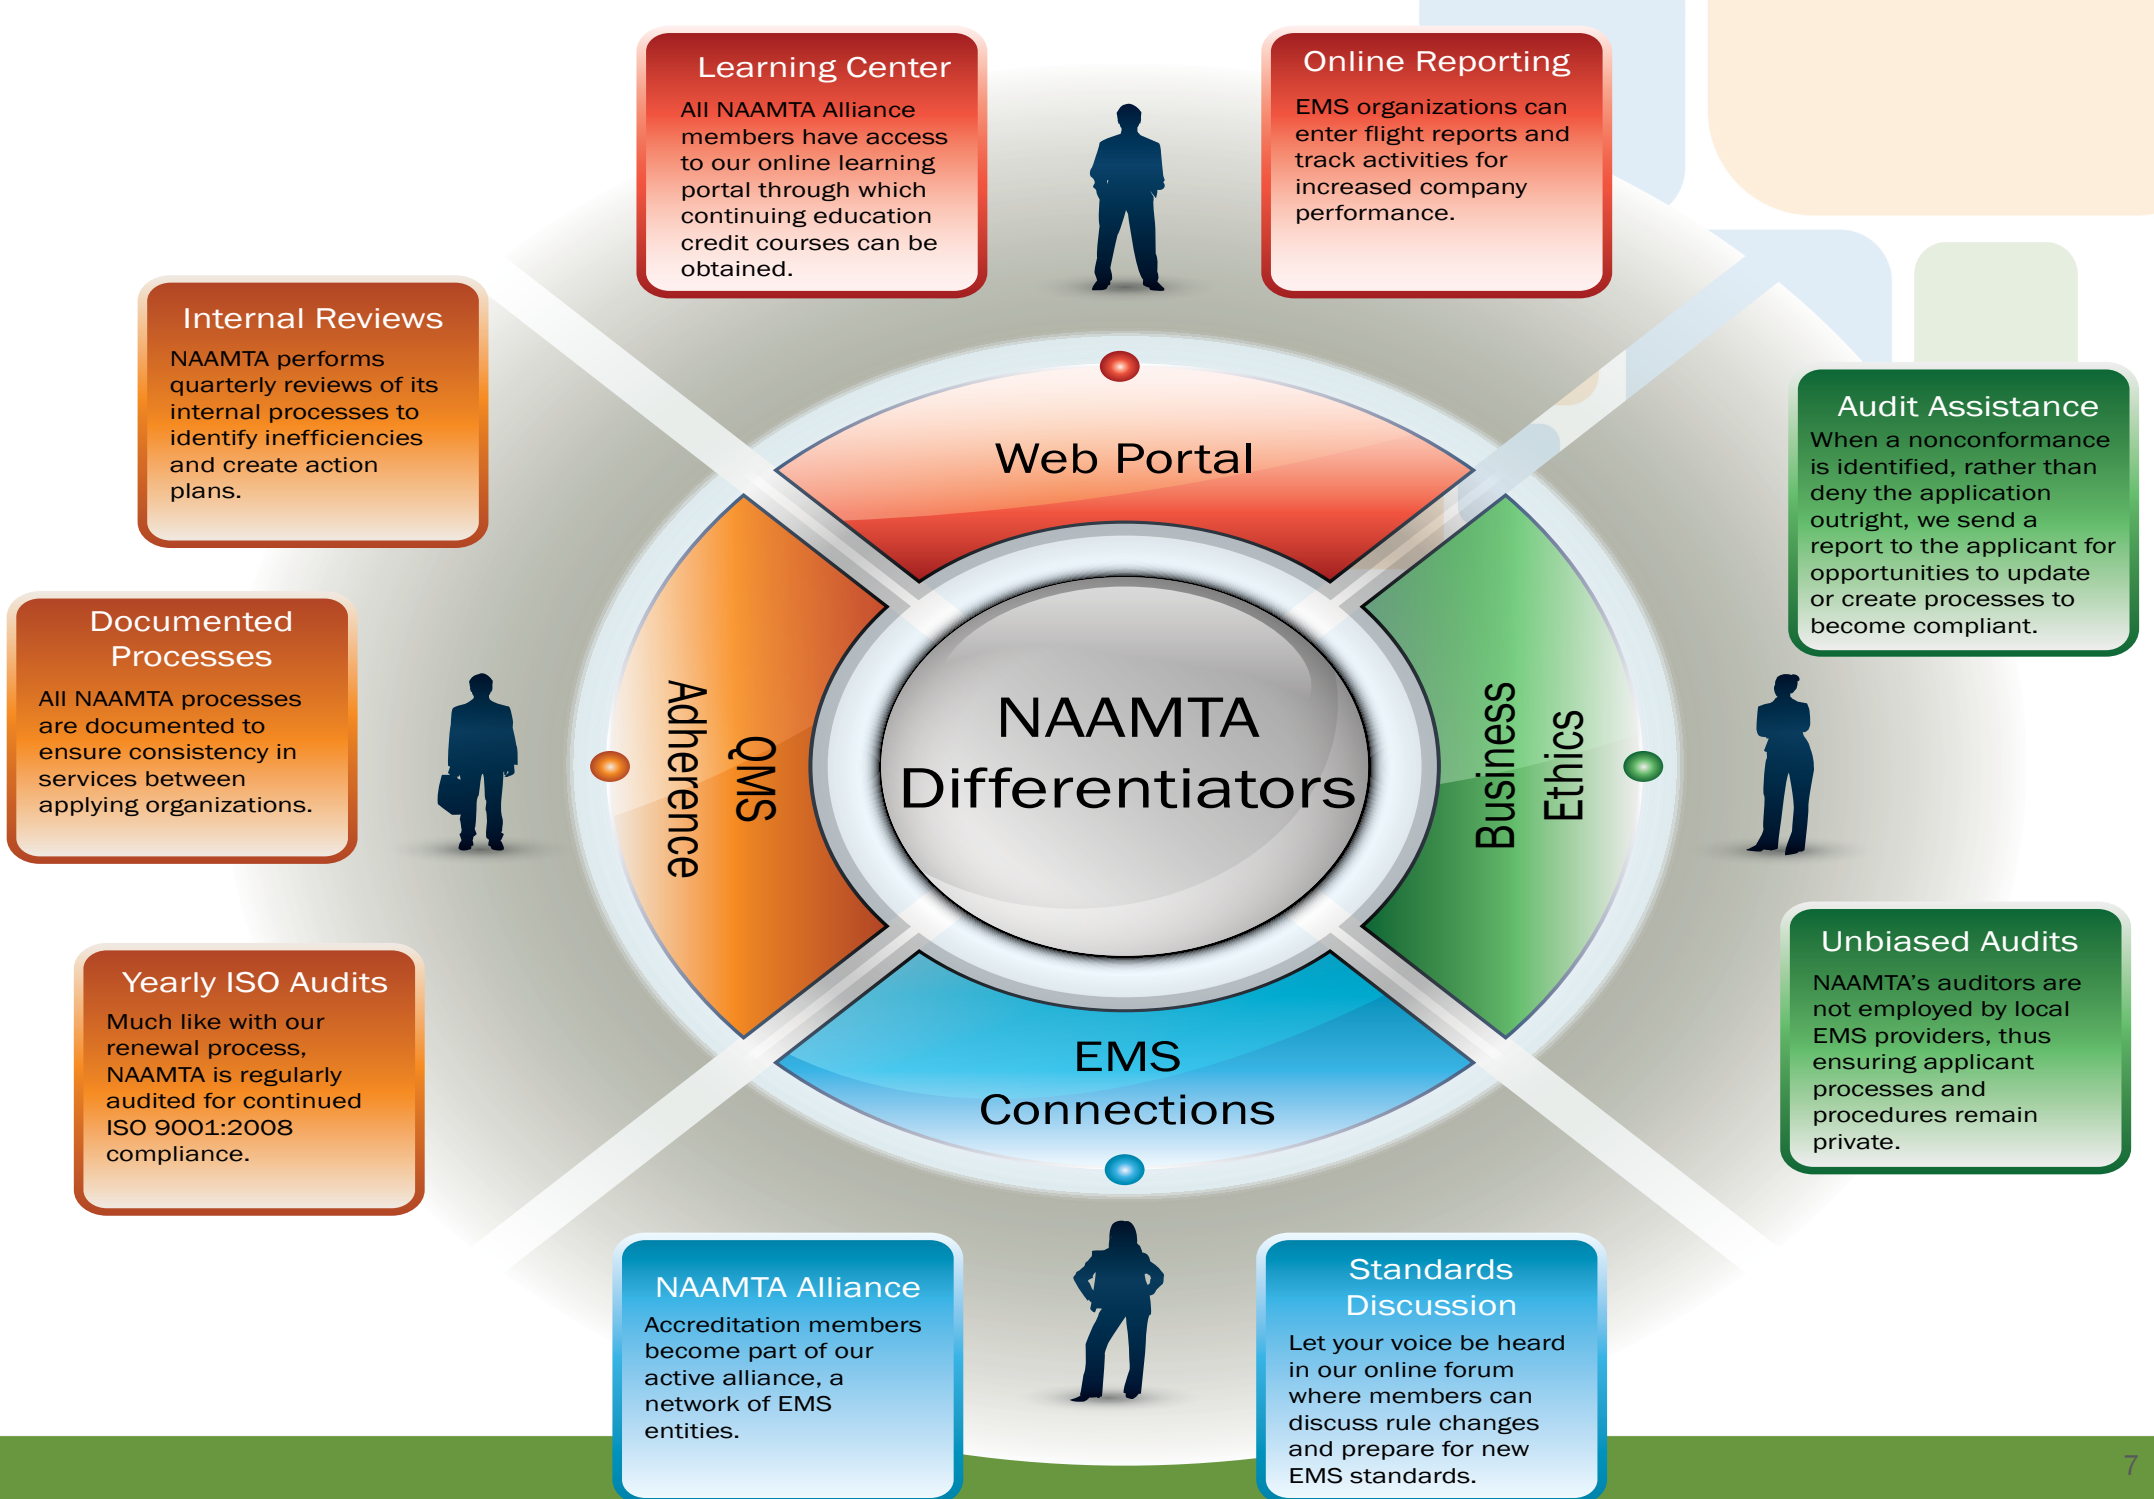 Learning Center
All NAAMTA Alliance
members have access
to our online learning
portal through which
continuing education
credit courses can be
obtained.
Online Reporting
EMS organizations can
enter flight reports and
track activities for
increased company
performance.
Internal Reviews
NAAMTA performs
quarterly reviews of its
internal processes to
identify inefficiencies
and create action
plans.
Audit Assistance
When a nonconformance
is identified, rather than
deny the application
outright, we send a
report to the applicant for
opportunities to update
or create processes to
become compliant.
Web Portal
Documented
Processes
All NAAMTA processes
are documented to
ensure consistency in
services between
applying organizations.
QMS
Adherence
NAAMTA
Differentiators
Business
Ethics
Yearly ISO Audits
Much like with our
renewal process,
NAAMTA is regularly
audited for continued
ISO 9001:2008
compliance.
EMS
Connections
Unbiased Audits
NAAMTA's auditors are
not employed by local
EMS providers, thus
ensuring applicant
processes and
procedures remain
private.
NAAMTA Alliance
Accreditation members
become part of our
active alliance, a
network of EMS
entities.
Standards
Discussion
Let your voice be heard
in our online forum
where members can
discuss rule changes
and prepare for new
EMS standards.
7